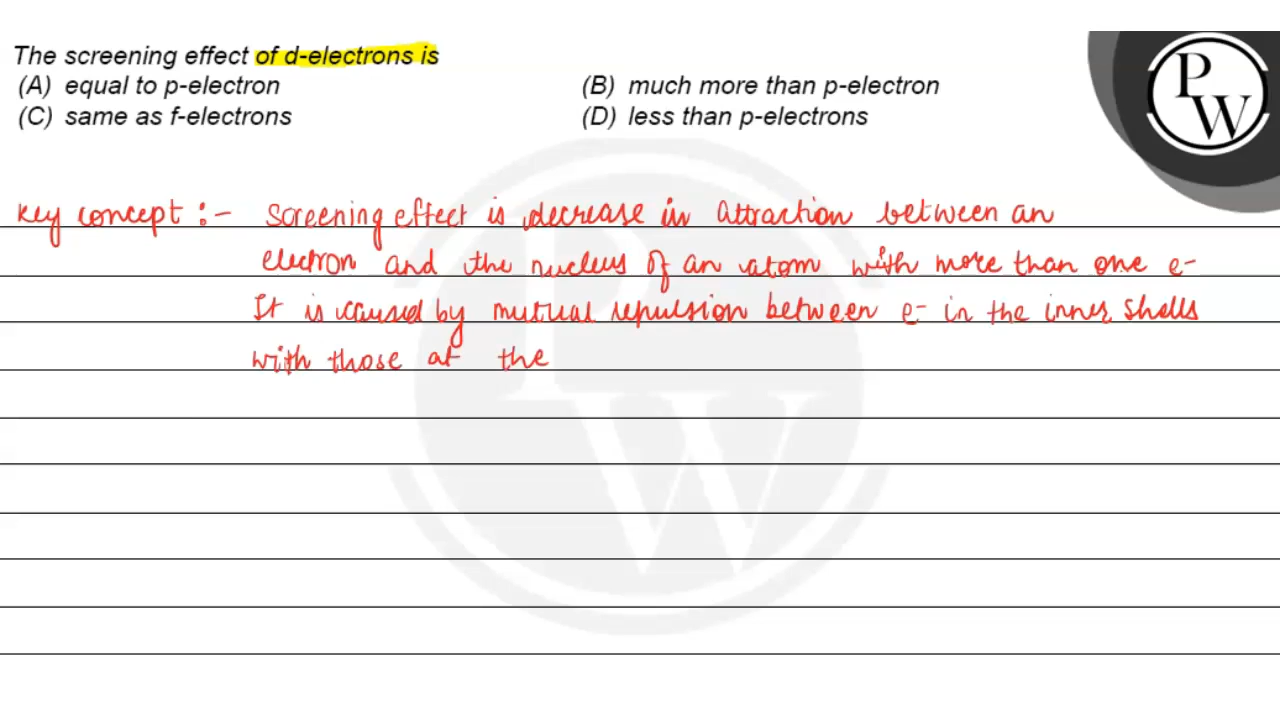 The screening effect of d-electrons is
(A) equal to p-electron (B) much more than p-electron
(C) same as f-electrons (D) less than p-electrons
P
W
Key concept :- Screening effect is decrease in attraction between an
electron and the nucleus of an atom with more than one e-
It is caused by mutual repulsion between e- in the inner shells
with those at the